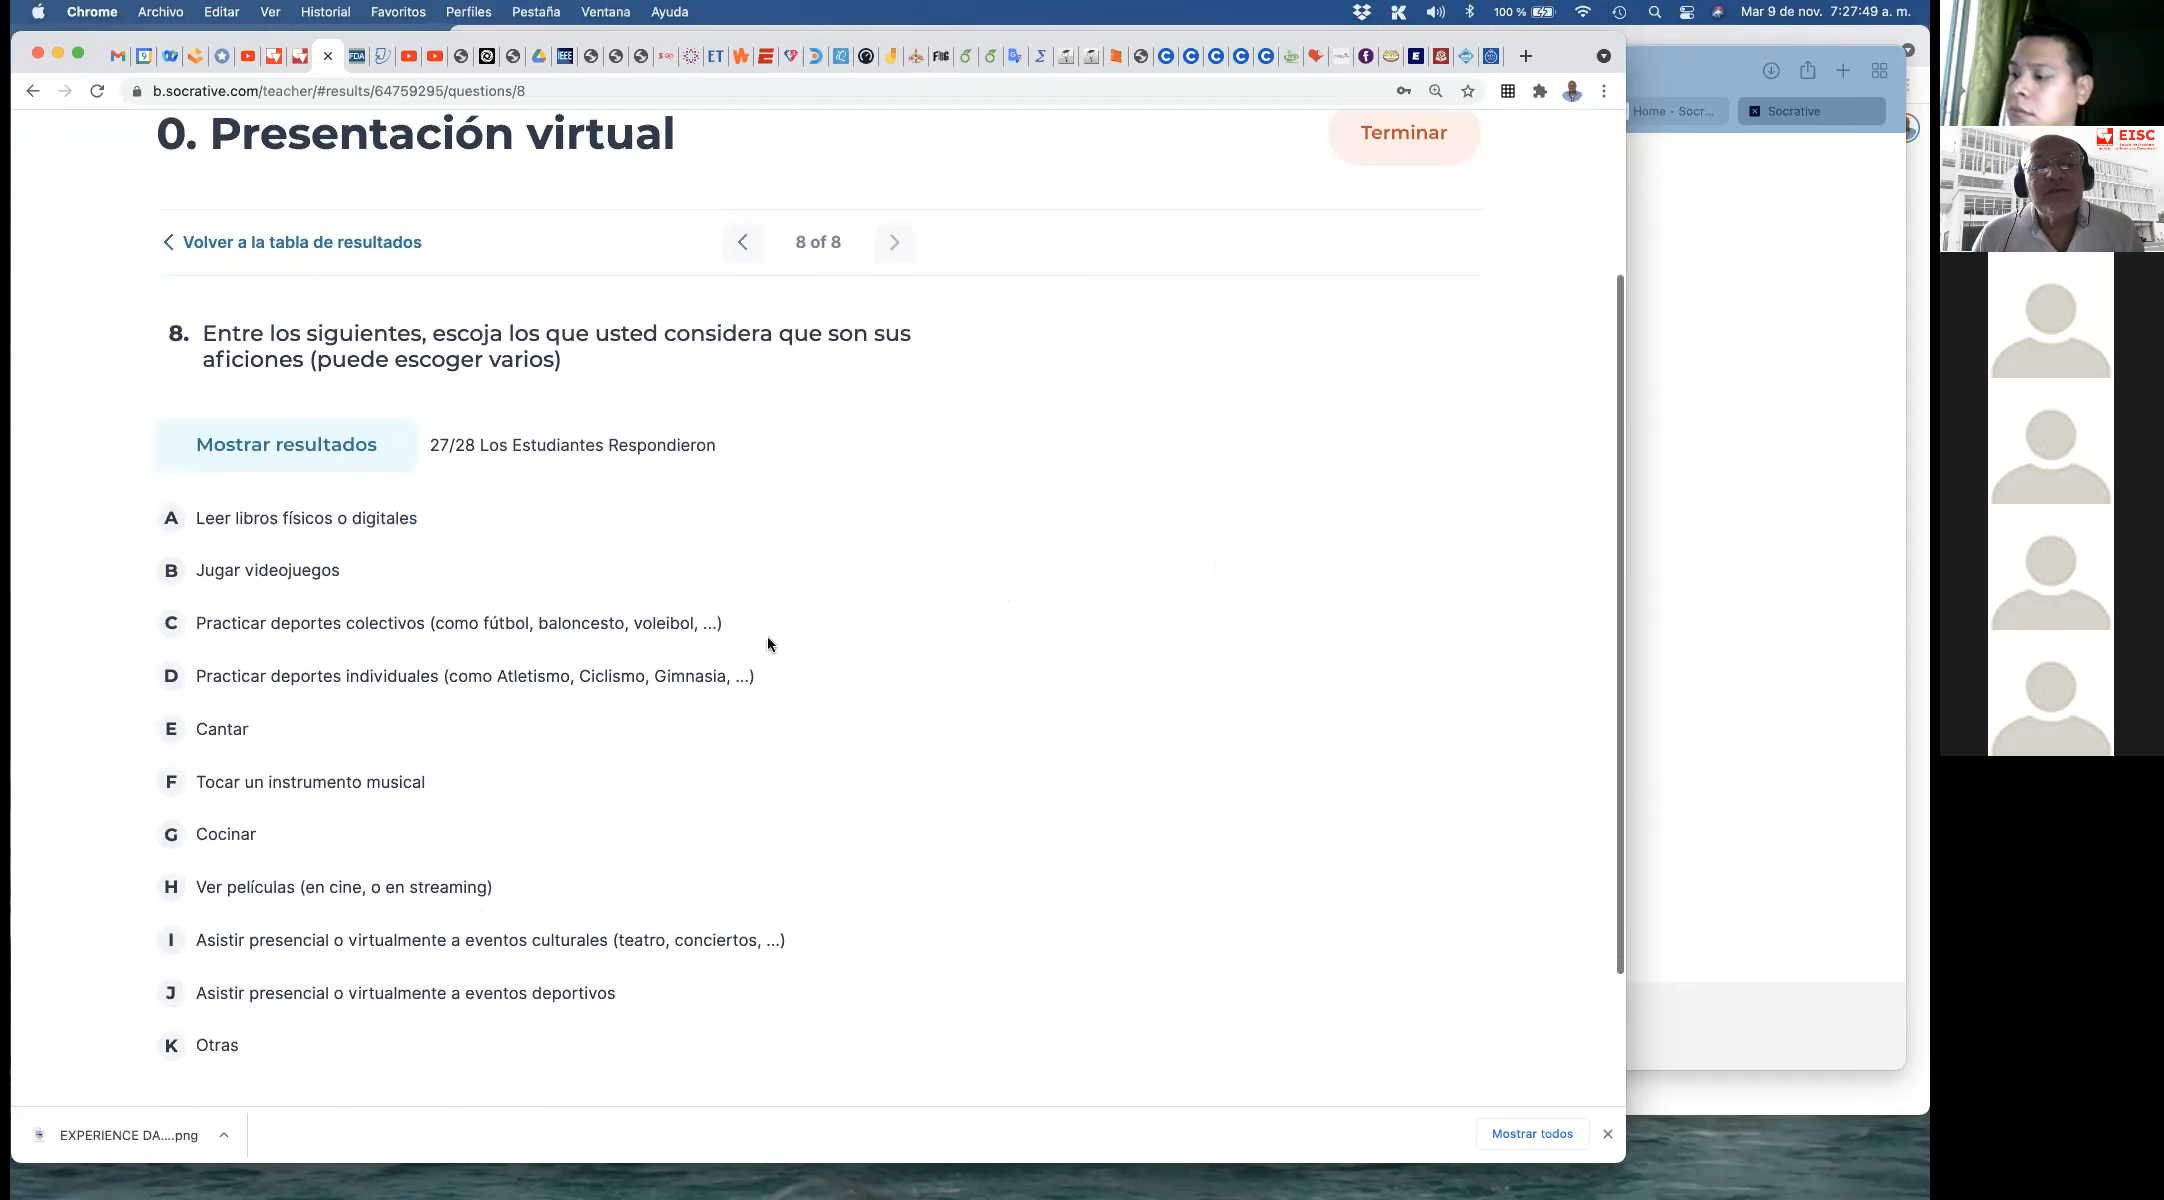 Chrome Archivo Editar Ver Historial Favoritos Perfiles Pestaña Ventana Ayuda 100 % Mar 9 de nov. 7:27:49 a. m.
b.socrative.com/teacher/#results/64759295/questions/8
Home - Socr... Socrative
EISC
0. Presentación virtual
Terminar
Volver a la tabla de resultados
8 of 8
8. Entre los siguientes, escoja los que usted considera que son sus
aficiones (puede escoger varios)
Mostrar resultados 27/28 Los Estudiantes Respondieron
A Leer libros físicos o digitales
B Jugar videojuegos
C Practicar deportes colectivos (como fútbol, baloncesto, voleibol, ...)
D Practicar deportes individuales (como Atletismo, Ciclismo, Gimnasia, ...)
E Cantar
F Tocar un instrumento musical
G Cocinar
H Ver películas (en cine, o en streaming)
I Asistir presencial o virtualmente a eventos culturales (teatro, conciertos, ...)
J Asistir presencial o virtualmente a eventos deportivos
K Otras
EXPERIENCE DA....png
Mostrar todos